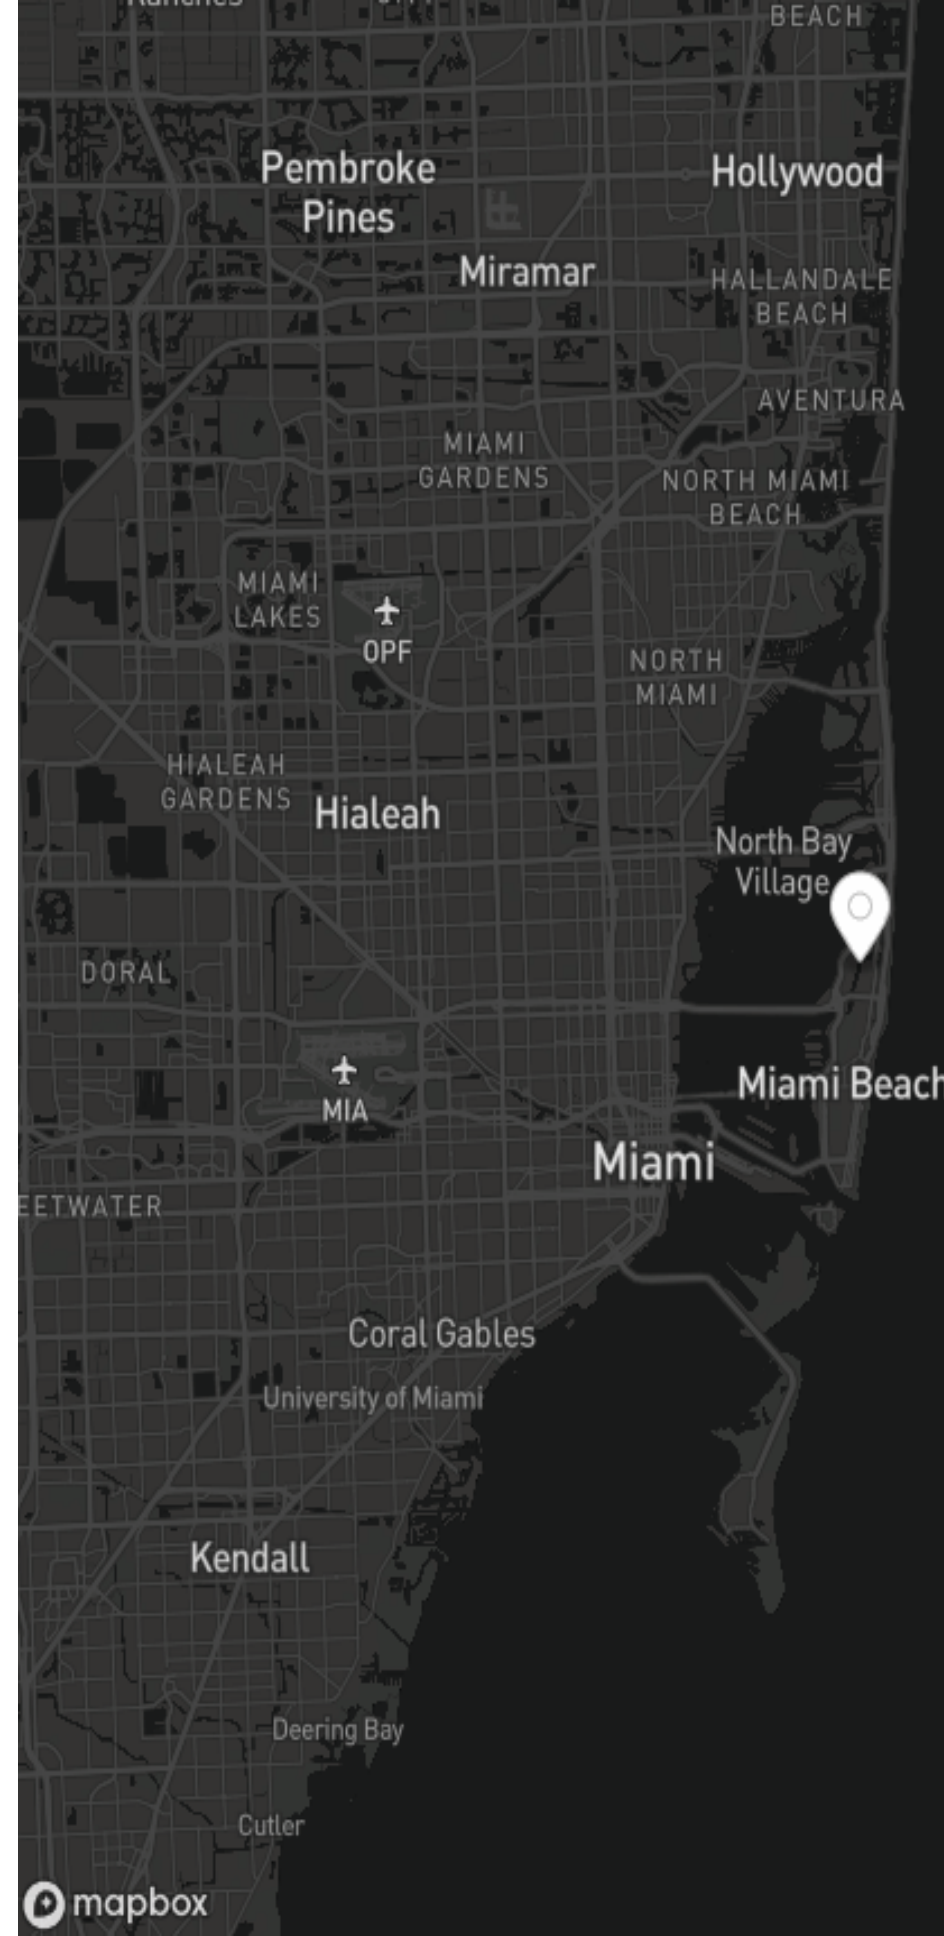 BEACH
Pembroke
Pines
Hollywood
Miramar
HALLANDALE
BEACH
AVENTURA
MIAMI
GARDENS
NORTH MIAMI
BEACH
MIAMI
LAKES
OPF
NORTH
MIAMI
HIALEAH
GARDENS
Hialeah
North Bay
Village
DORAL
MIA
Miami Beach
Miami
EETWATER
Coral Gables
University of Miami
Kendall
Deering Bay
Cutler
mapbox